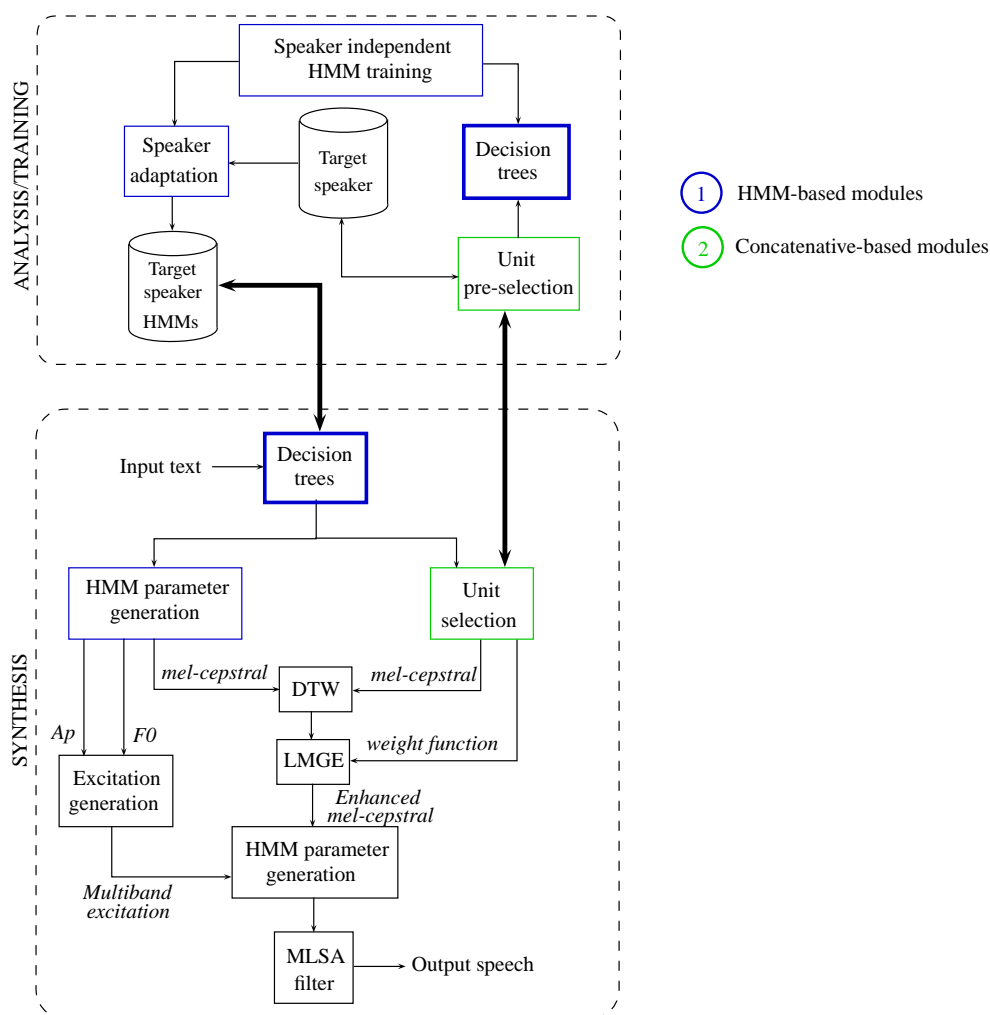 ANALYSIS/TRAINING
Speaker independent
HMM training
Speaker
adaptation
Target
speaker
Decision
trees
Target
speaker
HMMs
Unit
pre-selection
1 HMM-based modules
2 Concatenative-based modules
SYNTHESIS
Input text
Decision
trees
HMM parameter
generation
Unit
selection
mel-cepstral
DTW
mel-cepstral
Ap
F0
LMGE
weight function
Excitation
generation
Enhanced
mel-cepstral
HMM parameter
generation
Multiband
excitation
MLSA
filter
Output speech